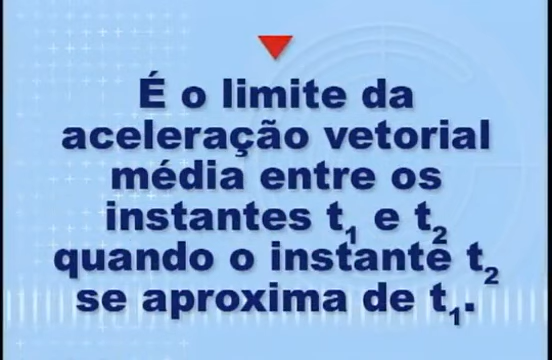 É o limite da
aceleração vetorial
média entre os
instantes t₁ e t₂
quando o instante t₂
se aproxima de t₁.